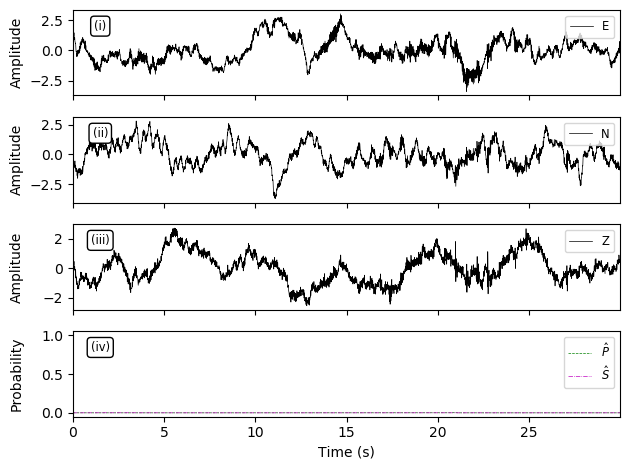 2.5
0.0
−2.5
Amplitude
(i)
E
2.5
0.0
−2.5
Amplitude
(ii)
N
2
0
−2
Amplitude
(iii)
Z
1.0
0.5
0.0
Probability
(iv)
P̂
Ŝ
0 5 10 15 20 25
Time (s)